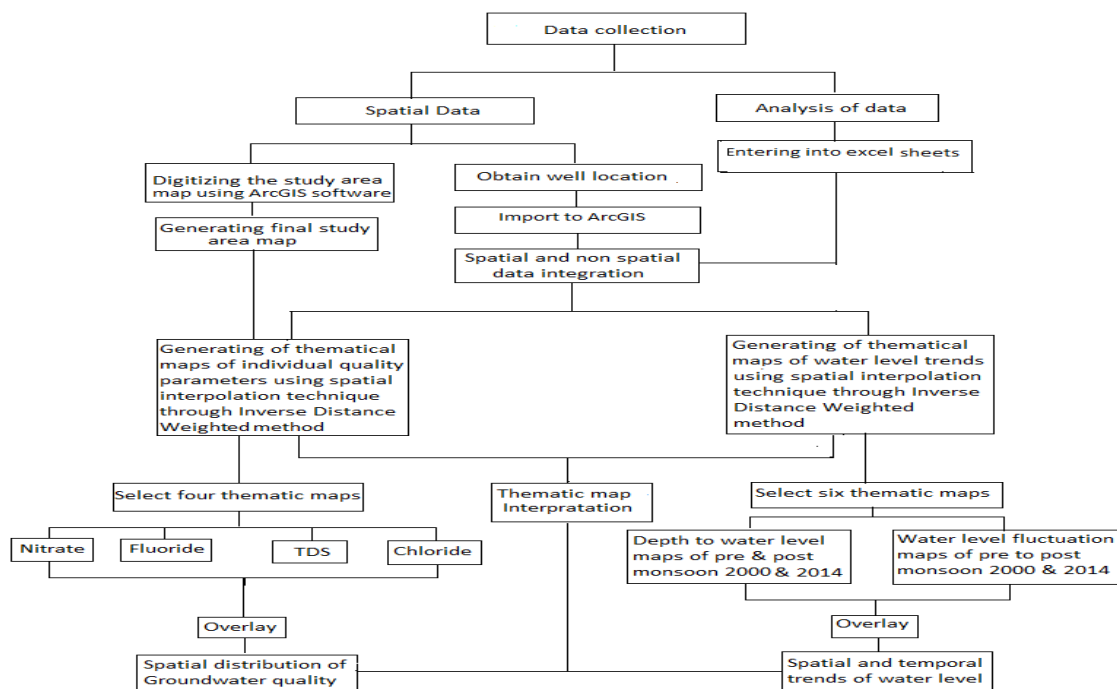 Data collection
Spatial Data
Analysis of data
Entering into excel sheets
Digitizing the study area
map using ArcGIS software
Obtain well location
Generating final study
area map
Import to ArcGIS
Spatial and non spatial
data integration
Generating of thematical
maps of individual quality
parameters using spatial
interpolation technique
through Inverse Distance
Weighted method
Generating of thematical
maps of water level trends
using spatial interpolation
technique through Inverse
Distance Weighted
method
Select four thematic maps
Thematic map
Interpratation
Select six thematic maps
Nitrate
Fluoride
TDS
Chloride
Depth to water level
maps of pre & post
monsoon 2000 & 2014
Water level fluctuation
maps of pre to post
monsoon 2000 & 2014
Overlay
Overlay
Spatial distribution of
Groundwater quality
Spatial and temporal
trends of water level